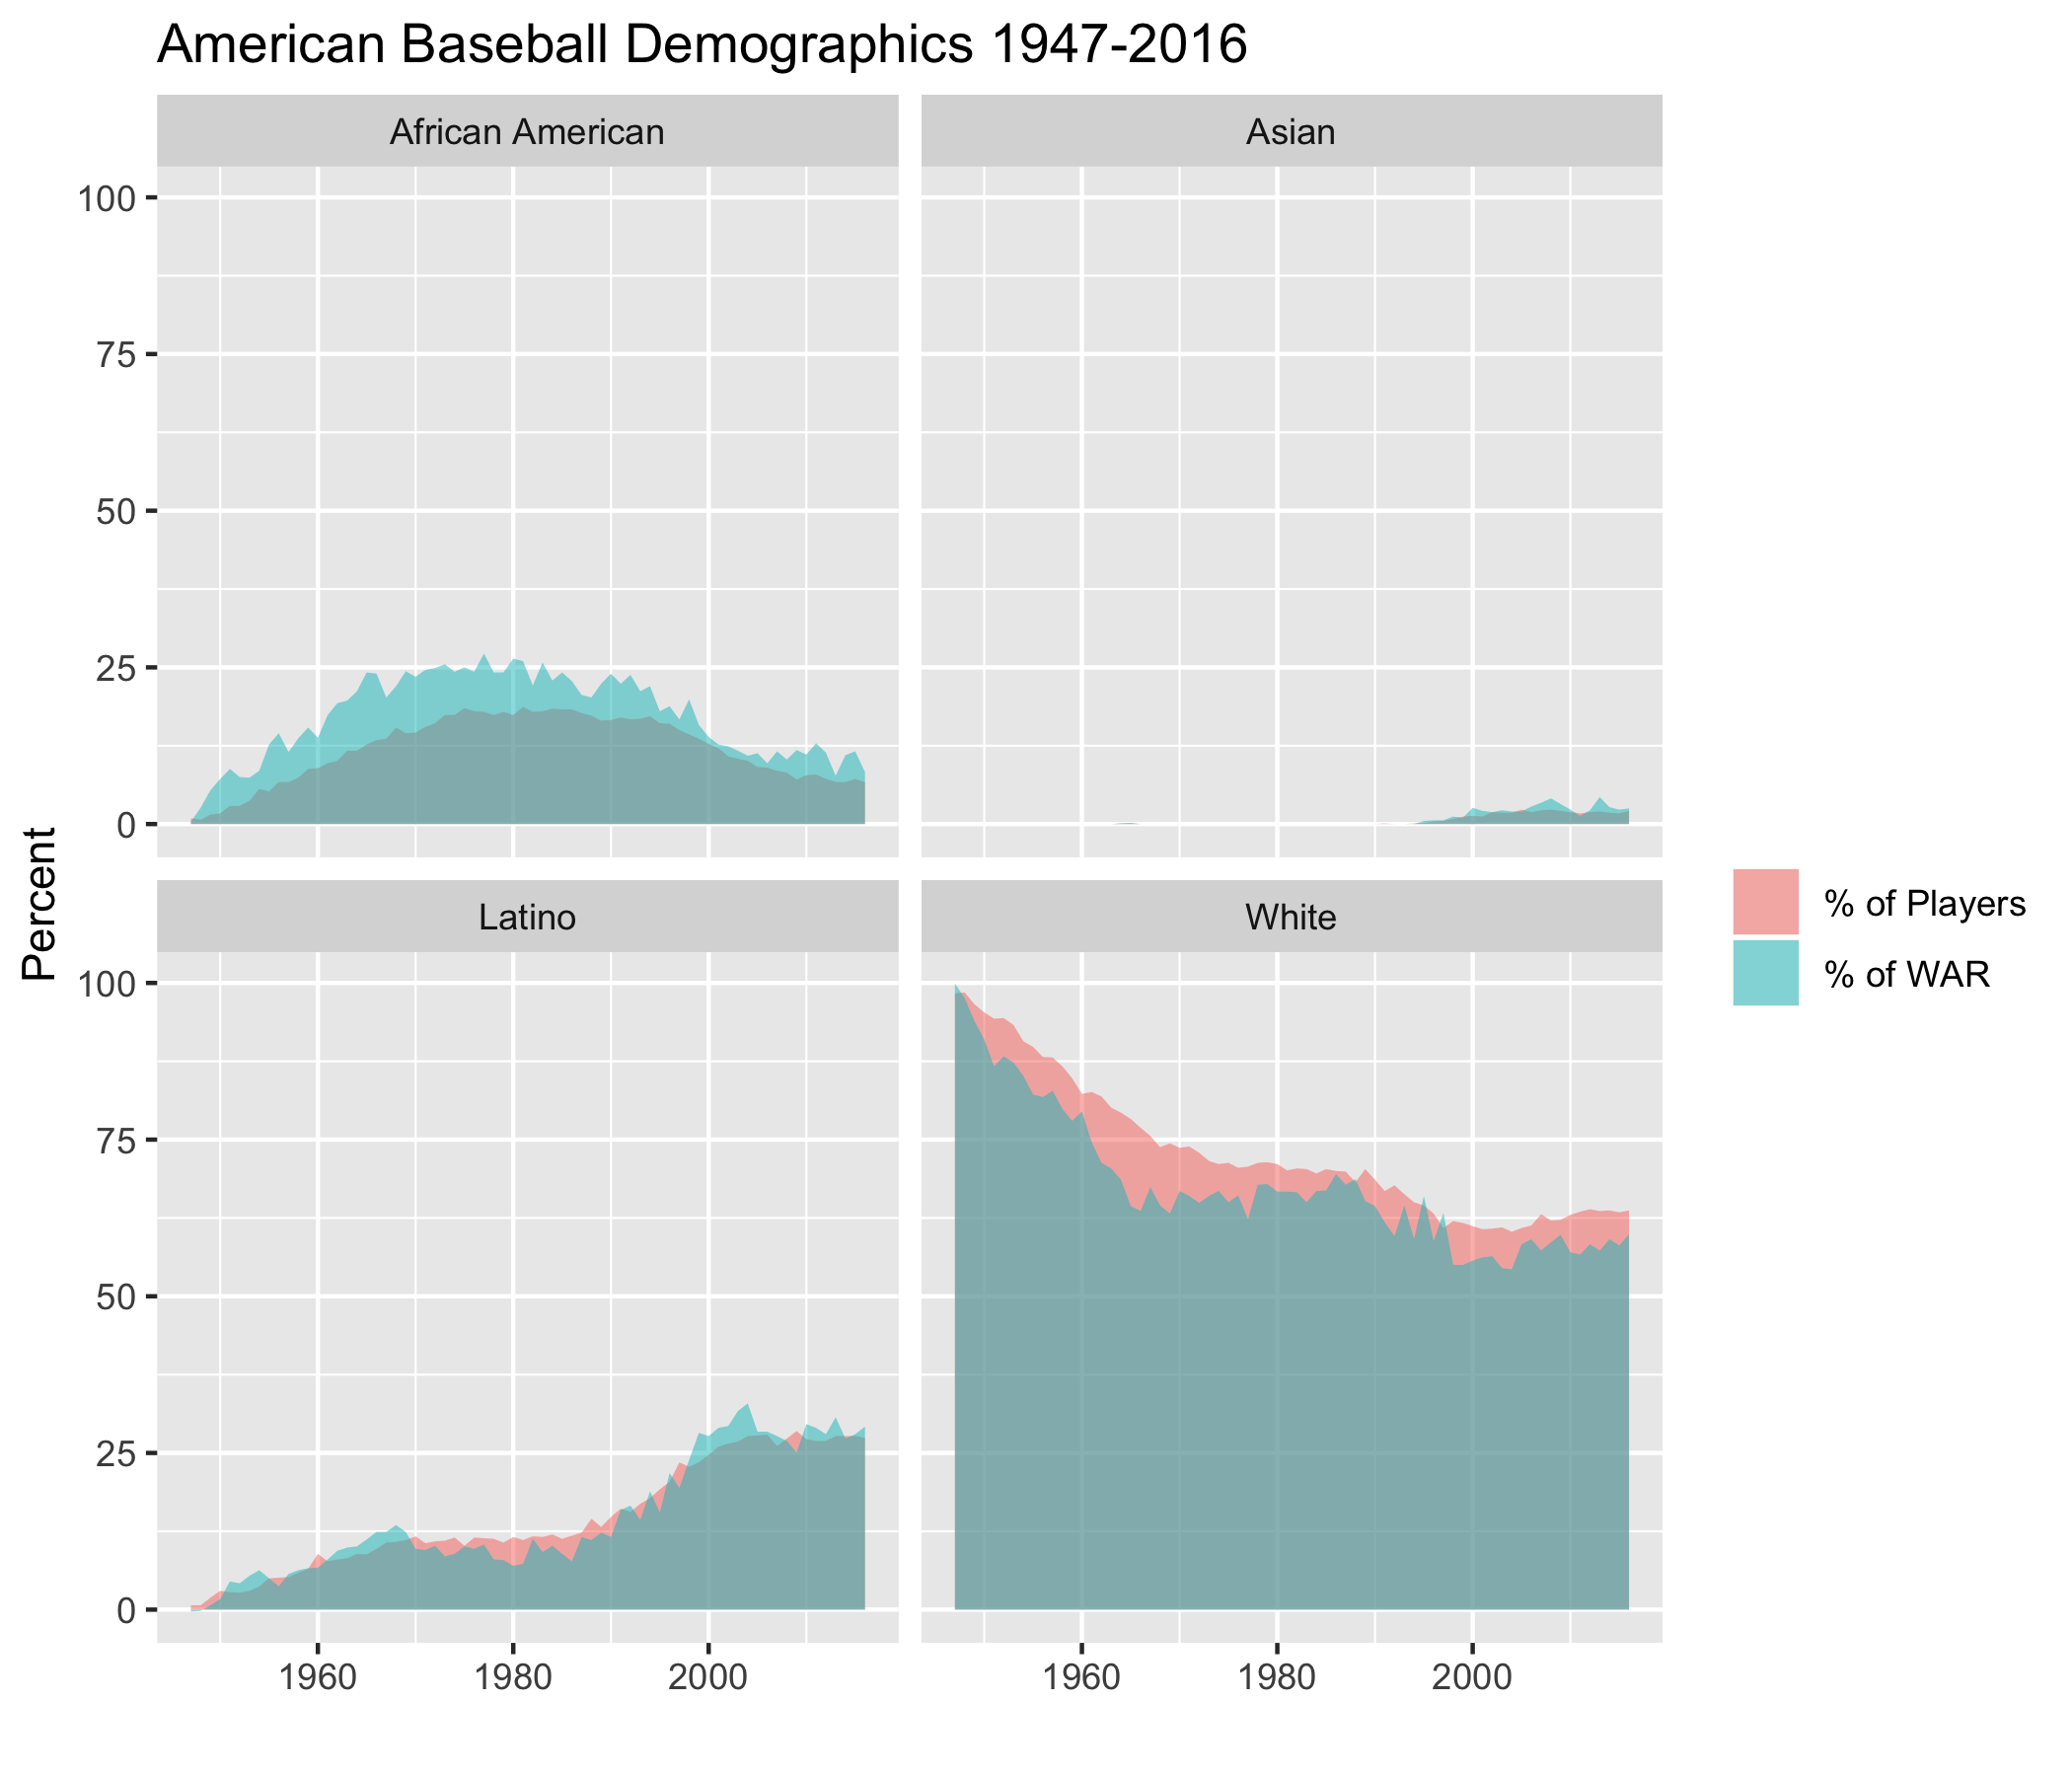 American Baseball Demographics 1947-2016
African American
Asian
100
75
50
25
0
Percent
Latino
White
100
75
50
25
0
1960
1980
2000
1960
1980
2000
% of Players
% of WAR